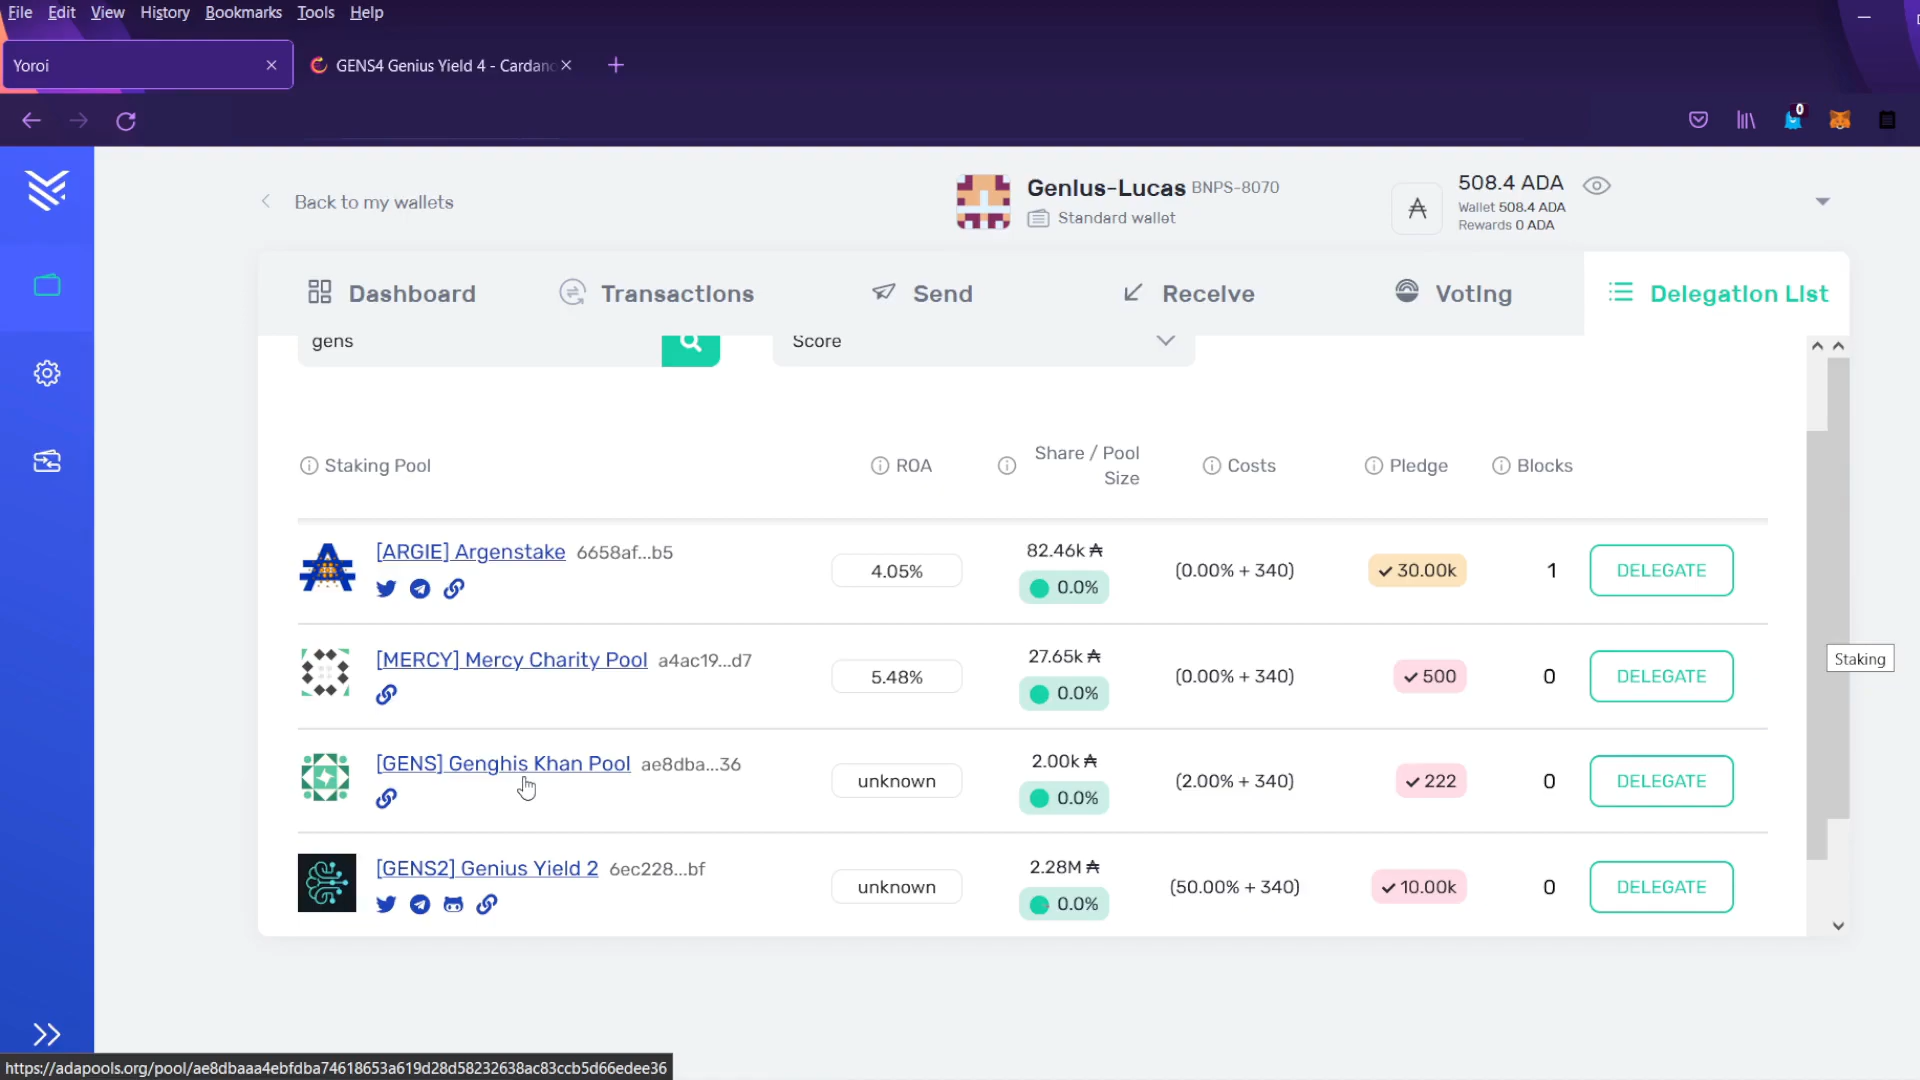 File Edit View History Bookmarks Tools Help
Yoroi
GENS4 Genius Yield 4 - Cardano
0
Back to my wallets
GenIus-Lucas BNPS-8070
Standard wallet
508.4 ADA
Wallet 508.4 ADA
Rewards 0 ADA
Dashboard
Transactions
Send
Receive
Voting
Delegation List
gens
Score
Staking Pool
ROA
Share / Pool
Size
Costs
Pledge
Blocks
[ARGIE] Argenstake 6658af...b5
4.05%
82.46k ₳
0.0%
(0.00% + 340)
30.00k
1
DELEGATE
[MERCY] Mercy Charity Pool a4ac19...d7
5.48%
27.65k ₳
0.0%
(0.00% + 340)
500
0
DELEGATE
Staking
[GENS] Genghis Khan Pool ae8dba...36
unknown
2.00k ₳
0.0%
(2.00% + 340)
222
0
DELEGATE
[GENS2] Genius Yield 2 6ec228...bf
unknown
2.28M ₳
0.0%
(50.00% + 340)
10.00k
0
DELEGATE
https://adapools.org/pool/ae8dbaaa4ebfdba74618653a619d28d58232638ac83ccb5d66edee36